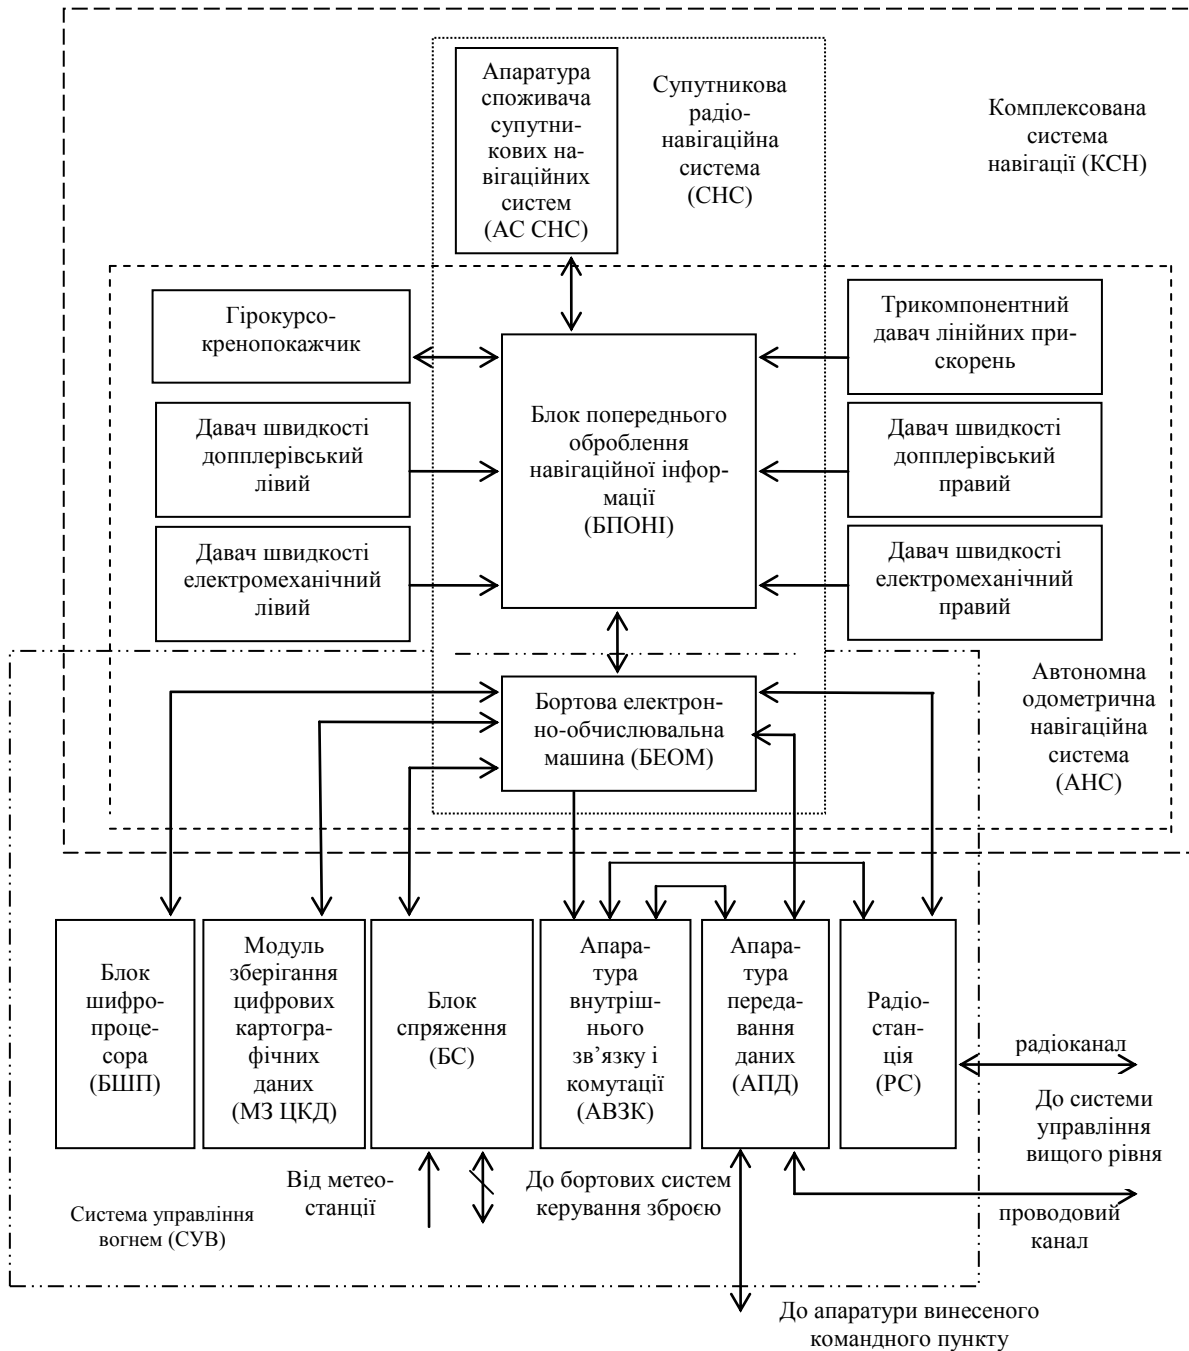 Апаратура
споживача
супутни-
кових на-
вігаційних
систем
(АС СНС)
Супутникова
радіо-
навігаційна
система
(СНС)
Комплексована
система
навігації (КСН)
Гірокурсо-
кренопокажчик
Трикомпонентний
давач лінійних при-
скорень
Давач швидкості
допплерівський
лівий
Блок попереднього
оброблення
навігаційної інфор-
мації
(БПОНІ)
Давач швидкості
допплерівський
правий
Давач швидкості
електромеханічний
лівий
Давач швидкості
електромеханічний
правий
Бортова електрон-
но-обчислювальна
машина (БЕОМ)
Автономна
одометрична
навігаційна
система
(АНС)
Блок
шифро-
проце-
сора
(БШП)
Модуль
зберігання
цифрових
картогра-
фічних
даних
(МЗ ЦКД)
Блок
спряження
(БС)
Апара-
тура
внутріш-
нього
зв’язку і
комутації
(АВЗК)
Апара-
тура
переда-
вання
даних
(АПД)
Радіо-
стан-
ція
(РС)
радіоканал
До системи
управління
вищого рівня
проводовий
канал
Від метео-
станції
До бортових систем
керування зброєю
Система управління
вогнем (СУВ)
До апаратури винесеного
командного пункту